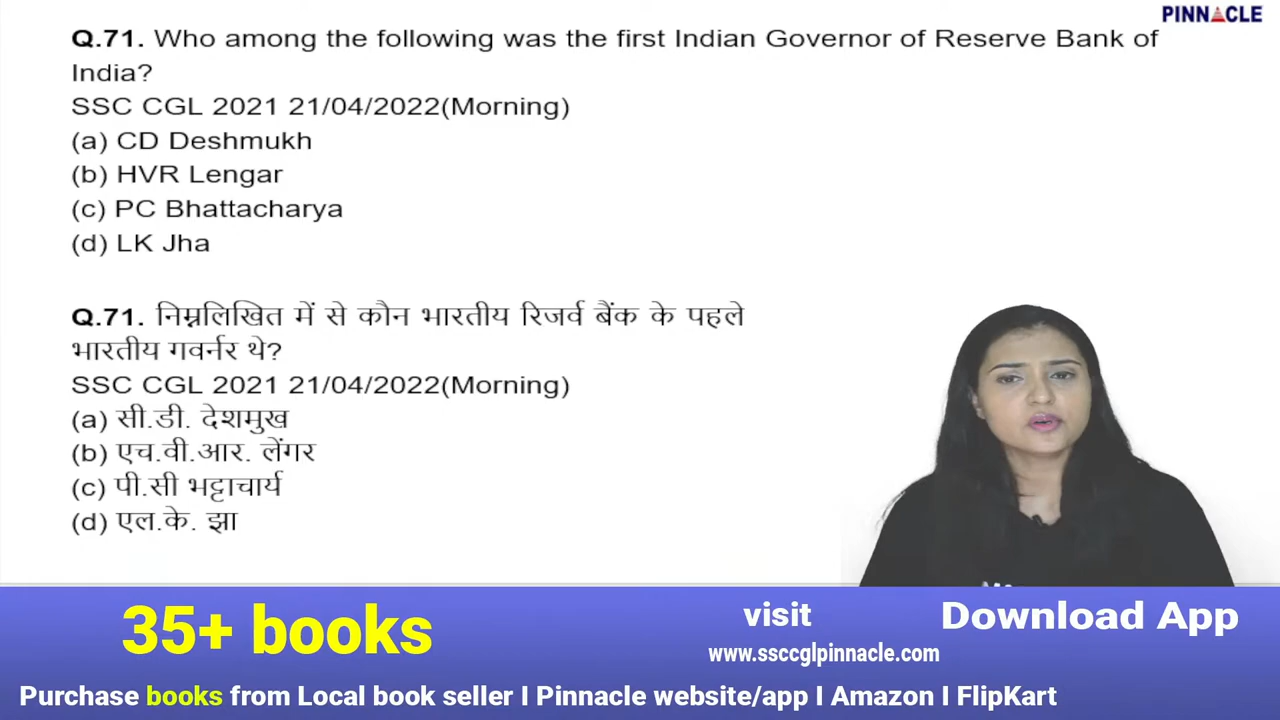 PINNACLE
Q.71. Who among the following was the first Indian Governor of Reserve Bank of
India?
SSC CGL 2021 21/04/2022(Morning)
(a) CD Deshmukh
(b) HVR Lengar
(c) PC Bhattacharya
(d) LK Jha
Q.71. निम्नलिखित में से कौन भारतीय रिजर्व बैंक के पहले
भारतीय गवर्नर थे?
SSC CGL 2021 21/04/2022(Morning)
(a) सी.डी. देशमुख
(b) एच.वी.आर. लेंगर
(c) पी.सी भट्टाचार्य
(d) एल.के. झा
35+ books
visit
www.ssccglpinnacle.com
Download App
Purchase books from Local book seller I Pinnacle website/app I Amazon I FlipKart